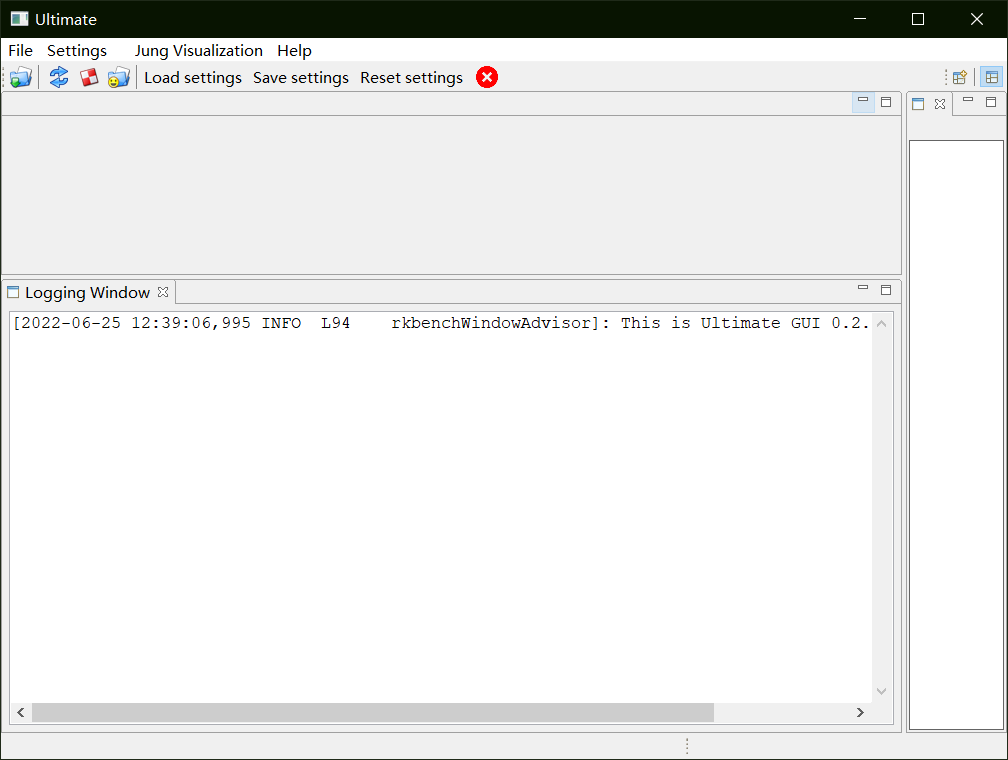 Ultimate
File Settings Jung Visualization Help
Load settings Save settings Reset settings
Logging Window
[2022-06-25 12:39:06,995 INFO  L94    rkbenchWindowAdvisor]: This is Ultimate GUI 0.2.